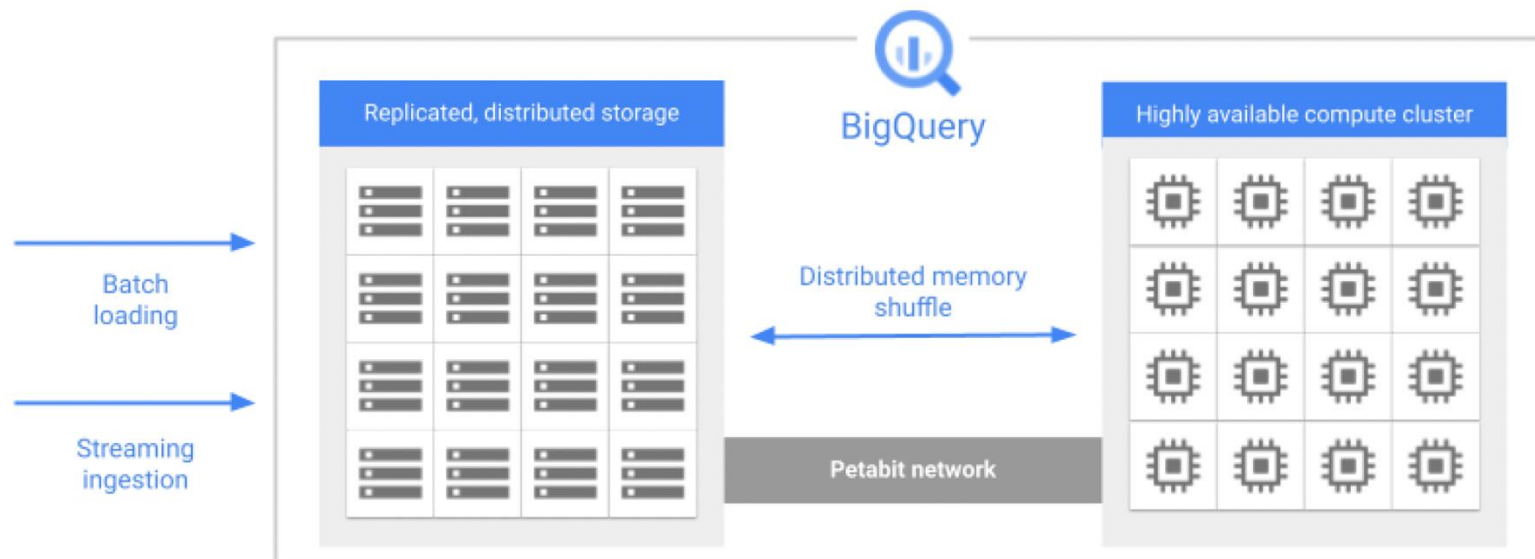 BigQuery
Replicated, distributed storage
Highly available compute cluster
Batch
loading
Streaming
ingestion
Distributed memory
shuffle
Petabit network